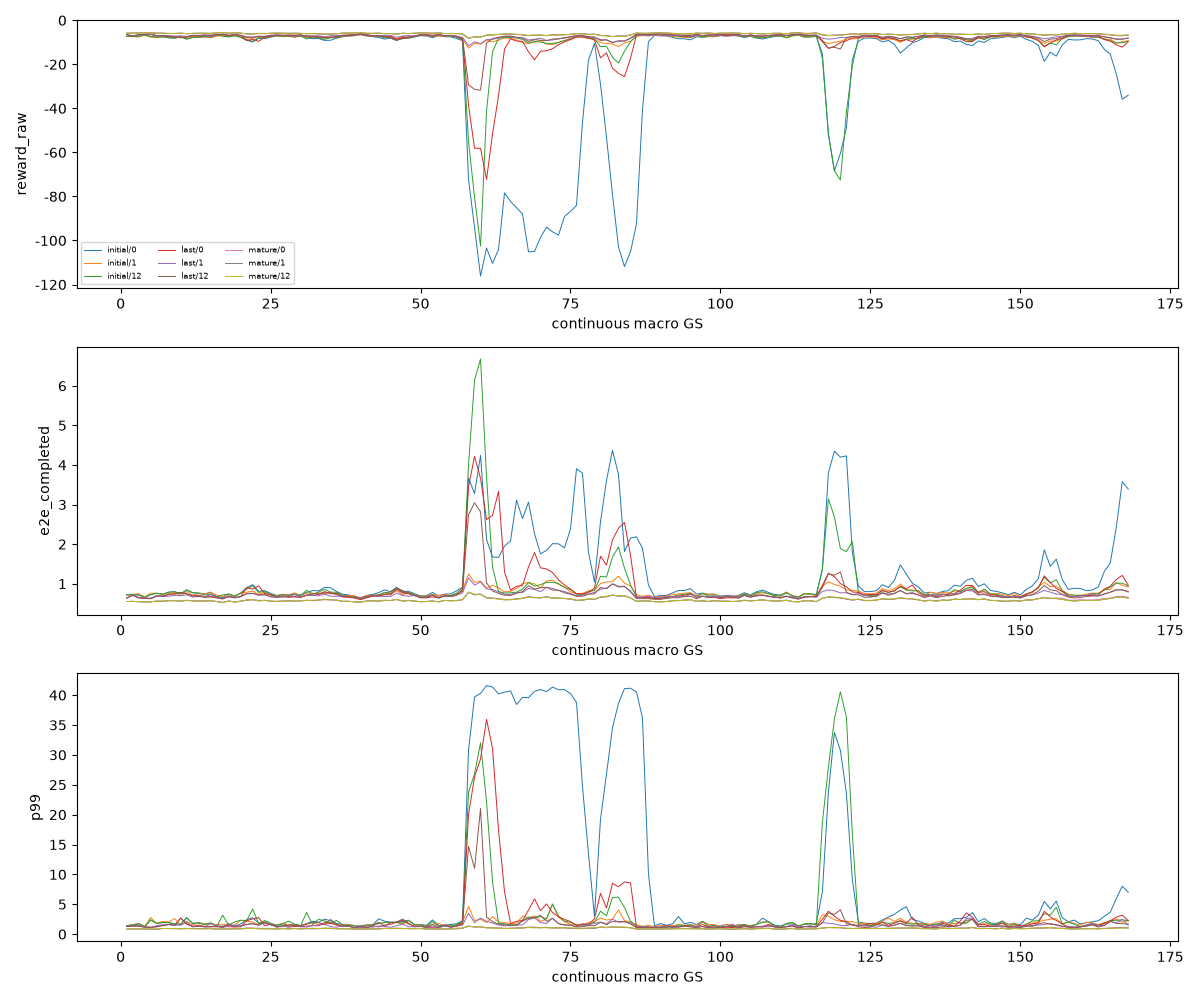 0
-20
-40
-60
-80
-100
-120
reward_raw
initial/0 last/0 mature/0
initial/1 last/1 mature/1
initial/12 last/12 mature/12
0 25 50 75 100 125 150 175
continuous macro GS
6
5
4
3
2
1
e2e_completed
0 25 50 75 100 125 150 175
continuous macro GS
40
35
30
25
20
15
10
5
0
p99
0 25 50 75 100 125 150 175
continuous macro GS